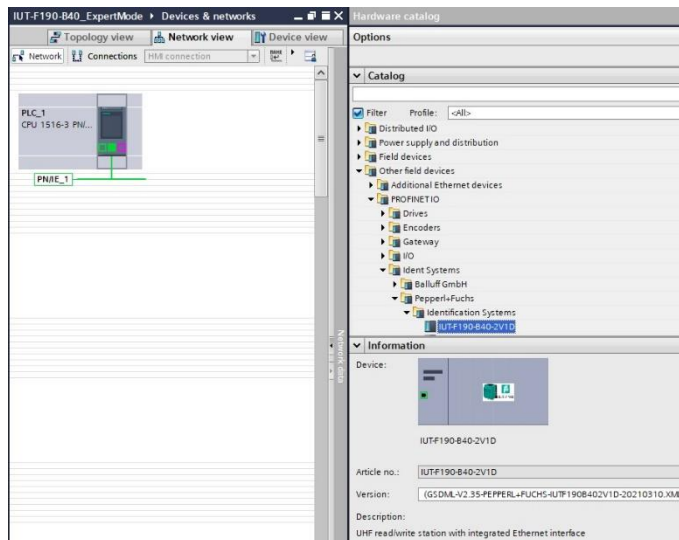 IUT-F190-B40_ExpertMode ▸ Devices & networks
Topology view
Network view
Device view
Network
Connections
HMI connection
PLC_1
CPU 1516-3 PN/...
PN/IE_1
Network data
Hardware catalog
Options
Catalog
Filter Profile: <All>
Distributed I/O
Power supply and distribution
Field devices
Other field devices
Additional Ethernet devices
PROFINET IO
Drives
Encoders
Gateway
I/O
Ident Systems
Balluff GmbH
Pepperl+Fuchs
Identification Systems
IUT-F190-B40-2V1D
Information
Device:
IUT-F190-B40-2V1D
Article no.: IUT-F190-B40-2V1D
Version: (GSDML-V2.35-PEPPERL+FUCHS-IUTF190B402V1D-20210310.XML
Description:
UHF read/write station with integrated Ethernet interface